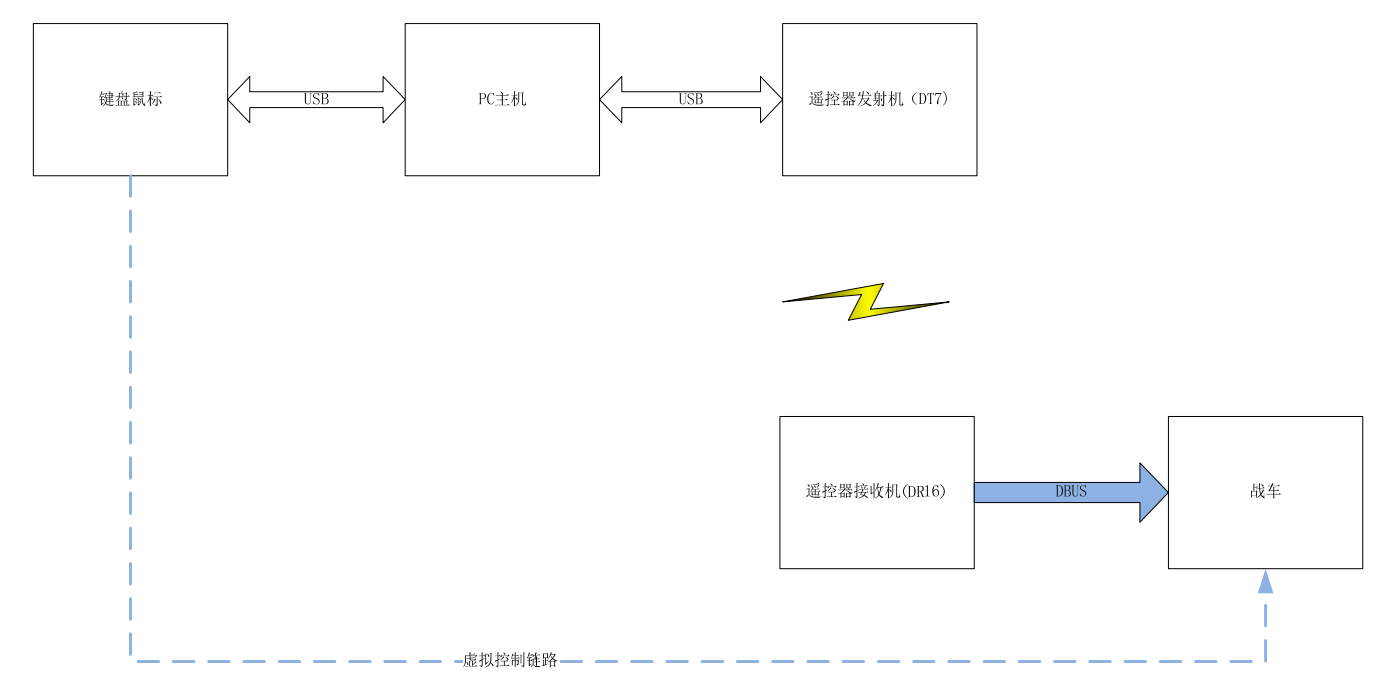 键盘鼠标
USB
PC主机
USB
遥控器发射机（DT7）
遥控器接收机(DR16)
DBUS
战车
虚拟控制链路